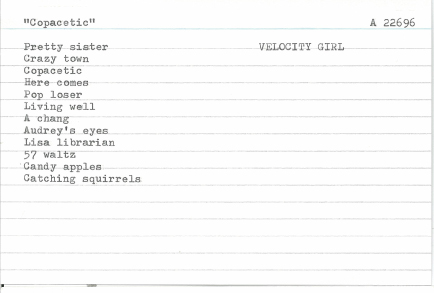 "Copacetic" A 22696
Pretty sister VELOCITY GIRL
Crazy town
Copacetic
Here comes
Pop loser
Living well
A chang
Audrey's eyes
Lisa librarian
57 waltz
Candy apples
Catching squirrels